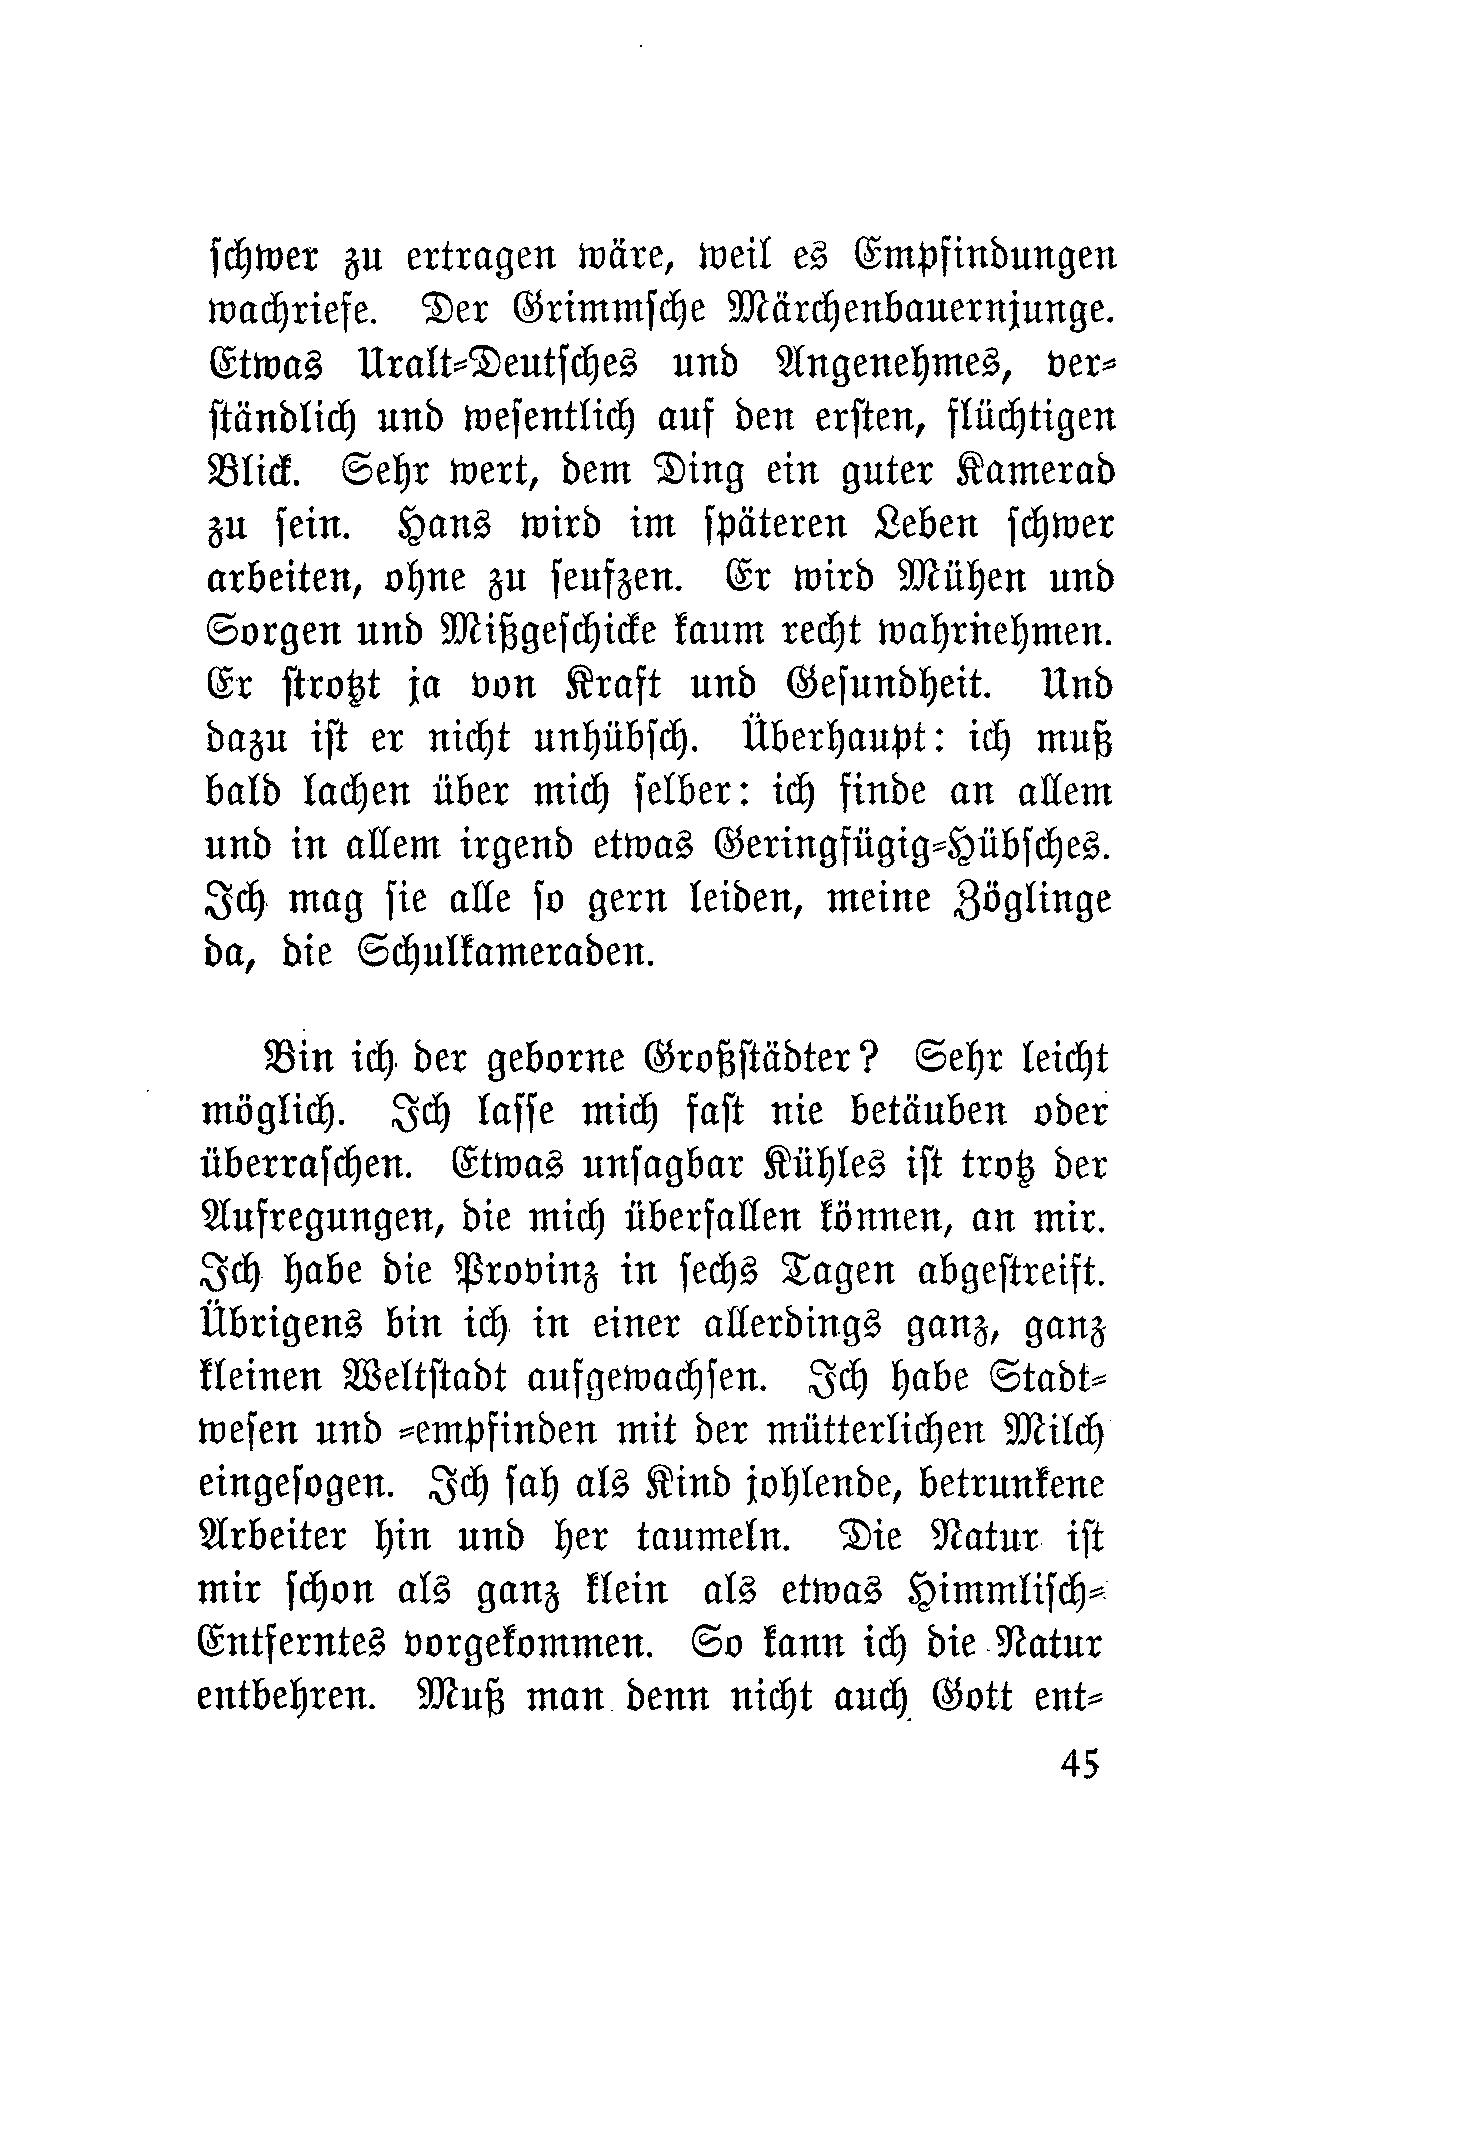 schwer zu ertragen wäre, weil es Empfindungen
wachriefe. Der Grimmsche Märchenbauernjunge.
Etwas Uralt-Deutsches und Angenehmes, ver-
ständlich und wesentlich auf den ersten, flüchtigen
Blick. Sehr wert, dem Ding ein guter Kamerad
zu sein. Hans wird im späteren Leben schwer
arbeiten, ohne zu seufzen. Er wird Mühen und
Sorgen und Mißgeschicke kaum recht wahrnehmen.
Er strotzt ja von Kraft und Gesundheit. Und
dazu ist er nicht unhübsch. Überhaupt: ich muß
bald lachen über mich selber: ich finde an allem
und in allem irgend etwas Geringfügig-Hübsches.
Ich mag sie alle so gern leiden, meine Zöglinge
da, die Schulkameraden.
Bin ich der geborne Großstädter? Sehr leicht
möglich. Ich lasse mich fast nie betäuben oder
überraschen. Etwas unsagbar Kühles ist trotz der
Aufregungen, die mich überfallen können, an mir.
Ich habe die Provinz in sechs Tagen abgestreift.
Übrigens bin ich in einer allerdings ganz, ganz
kleinen Weltstadt aufgewachsen. Ich habe Stadt-
wesen und -empfinden mit der mütterlichen Milch
eingesogen. Ich sah als Kind johlende, betrunkene
Arbeiter hin und her taumeln. Die Natur ist
mir schon als ganz klein als etwas Himmlisch-
Entferntes vorgekommen. So kann ich die Natur
entbehren. Muß man denn nicht auch Gott ent-
45